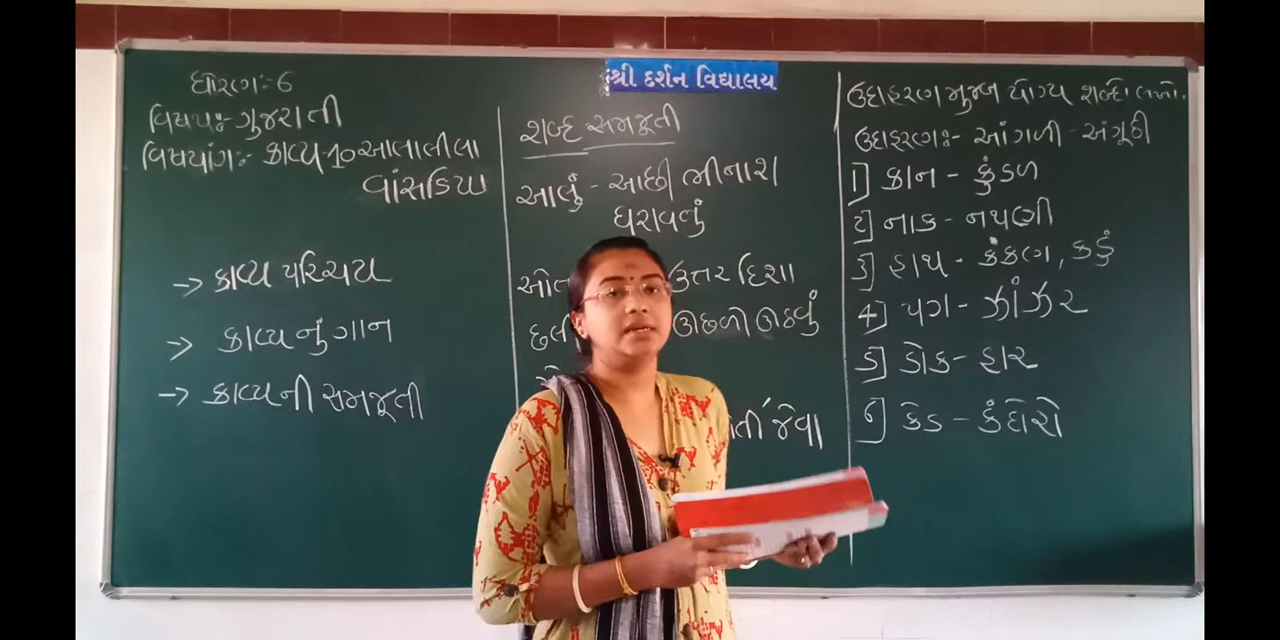 શ્રી દર્શન વિદ્યાલય
ધોરણઃ-6
વિષયઃ- ગુજરાતી
વિષયાંગઃ- કાવ્ય-10 આલાલીલા
વાંસડિયા
→ કાવ્ય પરિચય
→ કાવ્યનું ગાન
→ કાવ્યની સમજૂતી
શબ્દ સમજૂતી
આલું - આછી ભીનાશ
ધરાવતું
ઉત્તર દિશા
ઊછળી ઊઠવું
જેવા
ઉદાહરણ મુજબ યોગ્ય શબ્દો લખો.
ઉદાહરણઃ- આંગળી - અંગૂઠી
1] કાન - કુંડળ
2] નાક - નથણી
3] હાથ - કંકણ, કડું
4] પગ - ઝાંઝર
5] ડોક - હાર
6] કેડ - કંદોરો